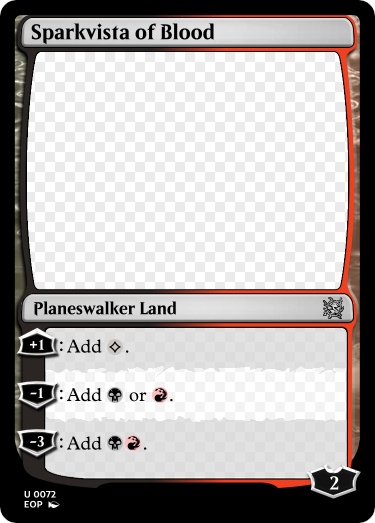 Sparkvista of Blood
Planeswalker Land
+1: Add .
-1: Add or .
-3: Add .
2
U 0072
EOP